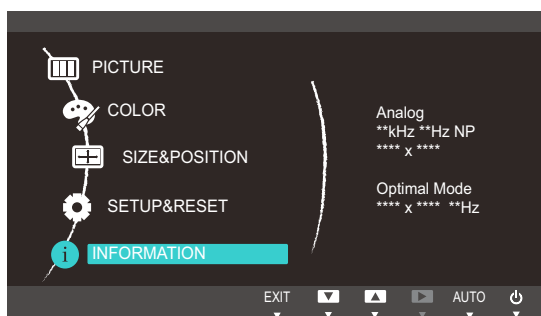 PICTURE
COLOR
SIZE&POSITION
SETUP&RESET
i INFORMATION
Analog
**kHz **Hz NP
**** x ****
Optimal Mode
**** x **** **Hz
EXIT AUTO